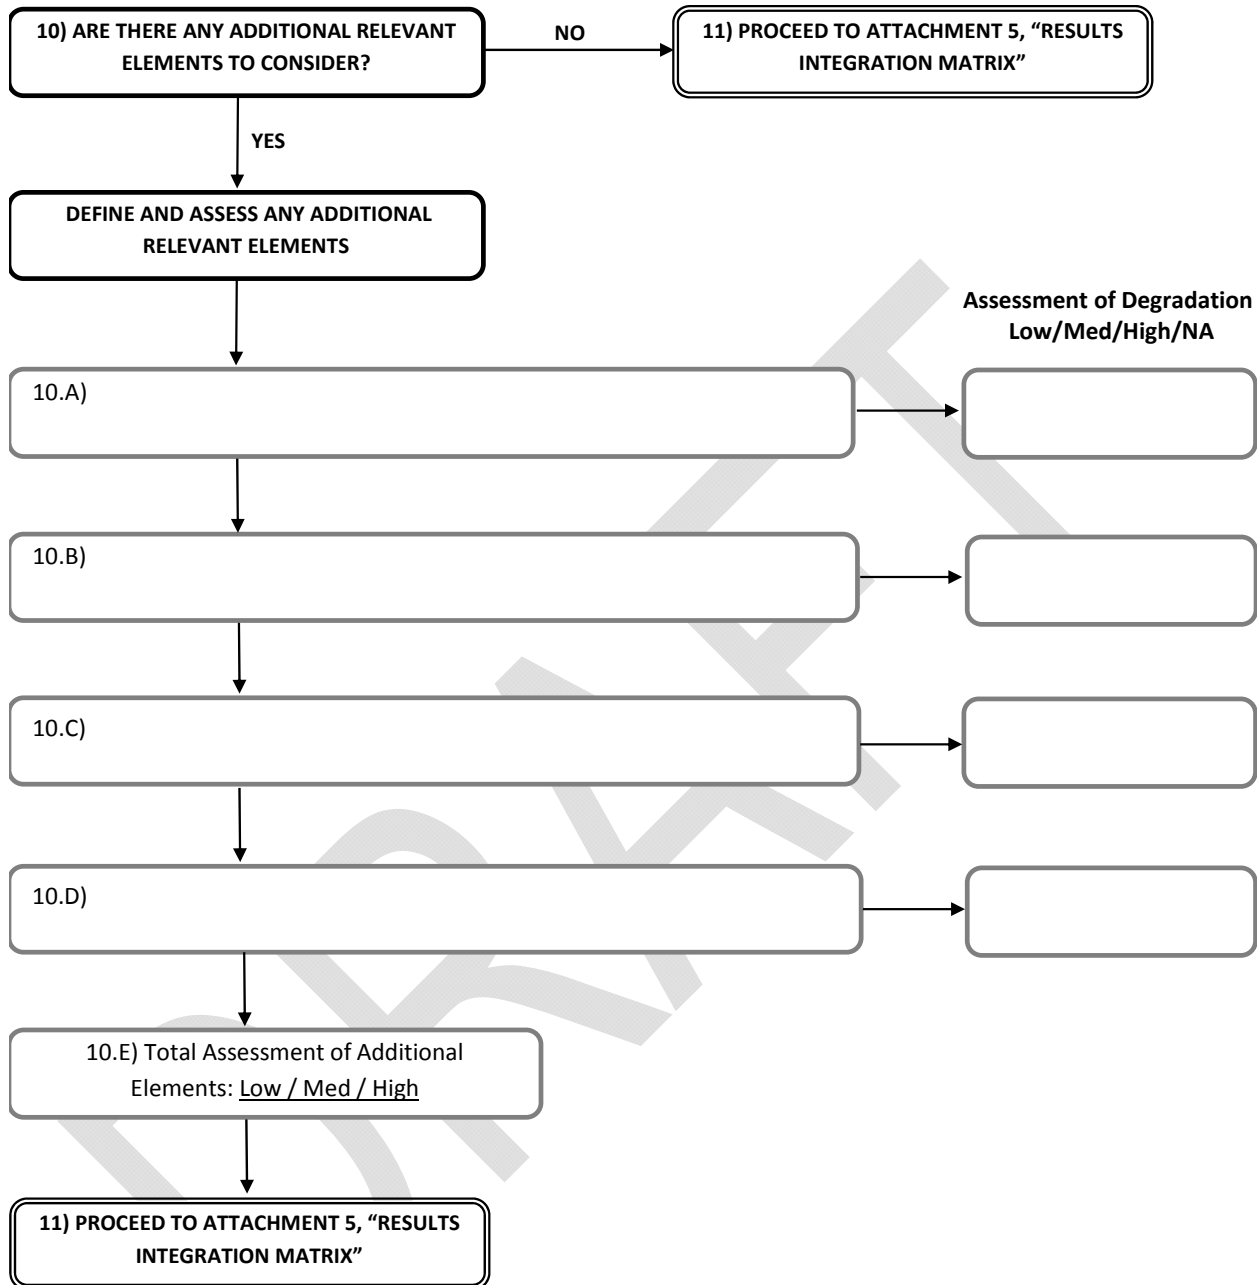 10) ARE THERE ANY ADDITIONAL RELEVANT
ELEMENTS TO CONSIDER?
NO
11) PROCEED TO ATTACHMENT 5, “RESULTS
INTEGRATION MATRIX”
YES
DEFINE AND ASSESS ANY ADDITIONAL
RELEVANT ELEMENTS
Assessment of Degradation
Low/Med/High/NA
10.A)
10.B)
10.C)
10.D)
10.E) Total Assessment of Additional
Elements: Low / Med / High
11) PROCEED TO ATTACHMENT 5, “RESULTS
INTEGRATION MATRIX”
DRAFT